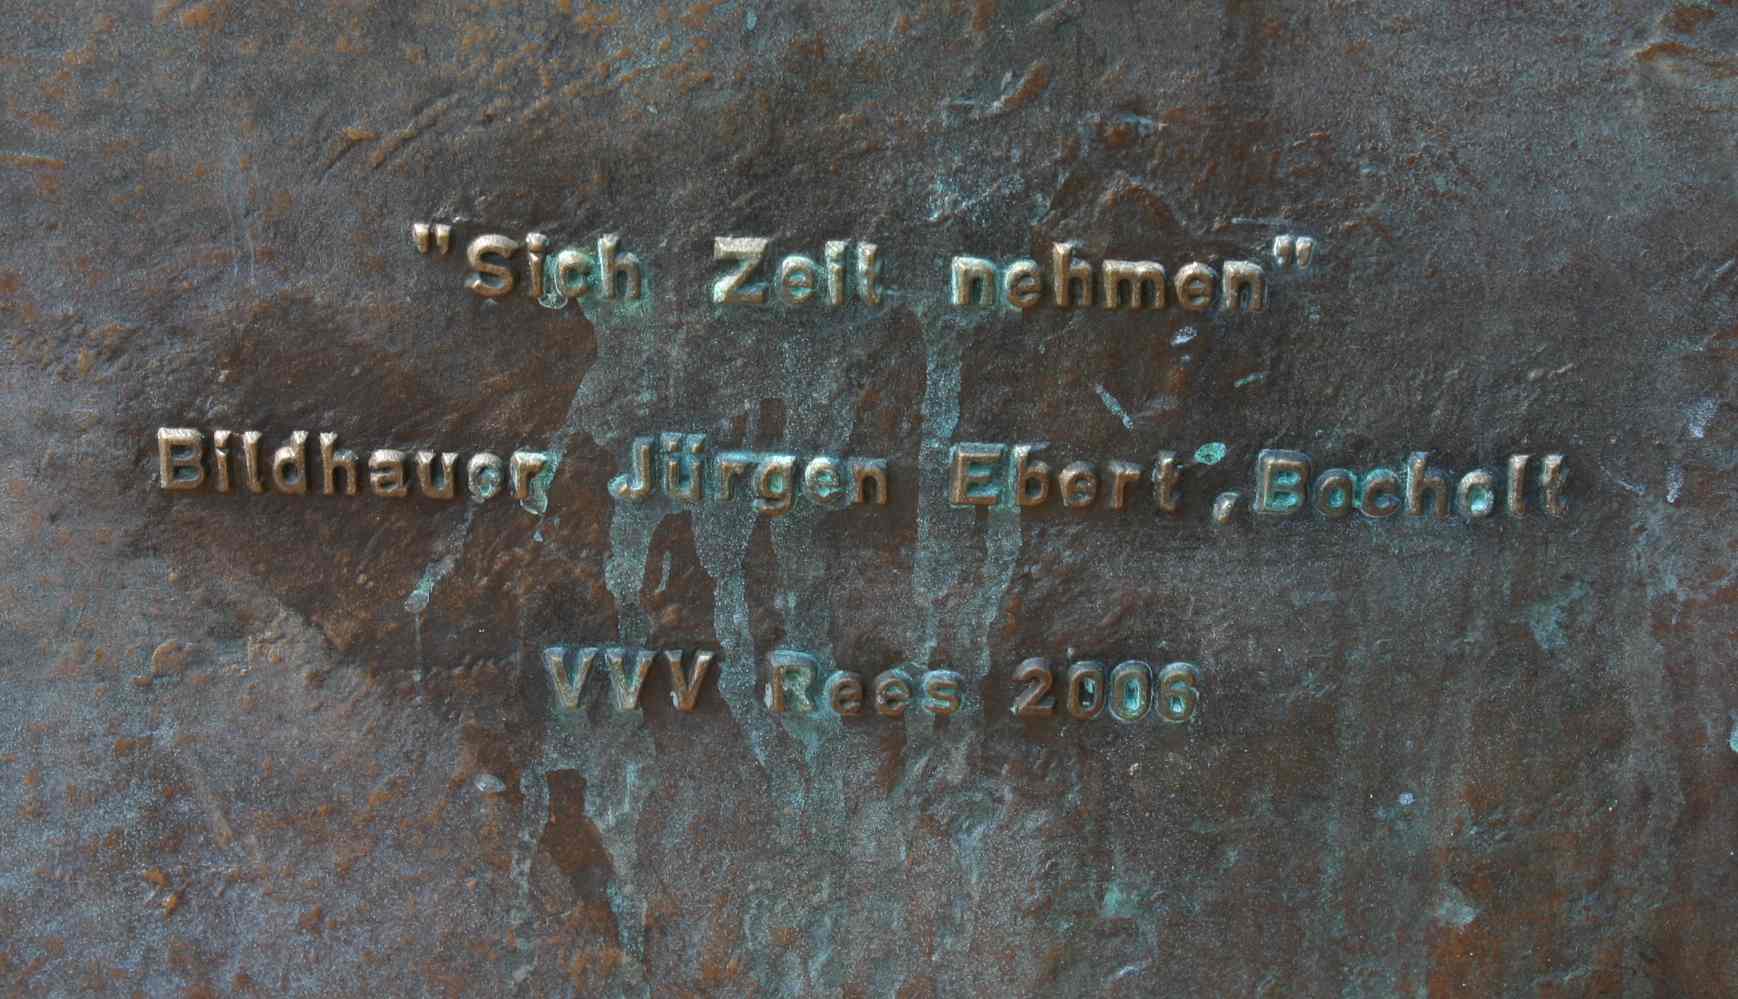 "Sich Zeit nehmen"
Bildhauer Jürgen Ebert, Bocholt
VVV Rees 2006